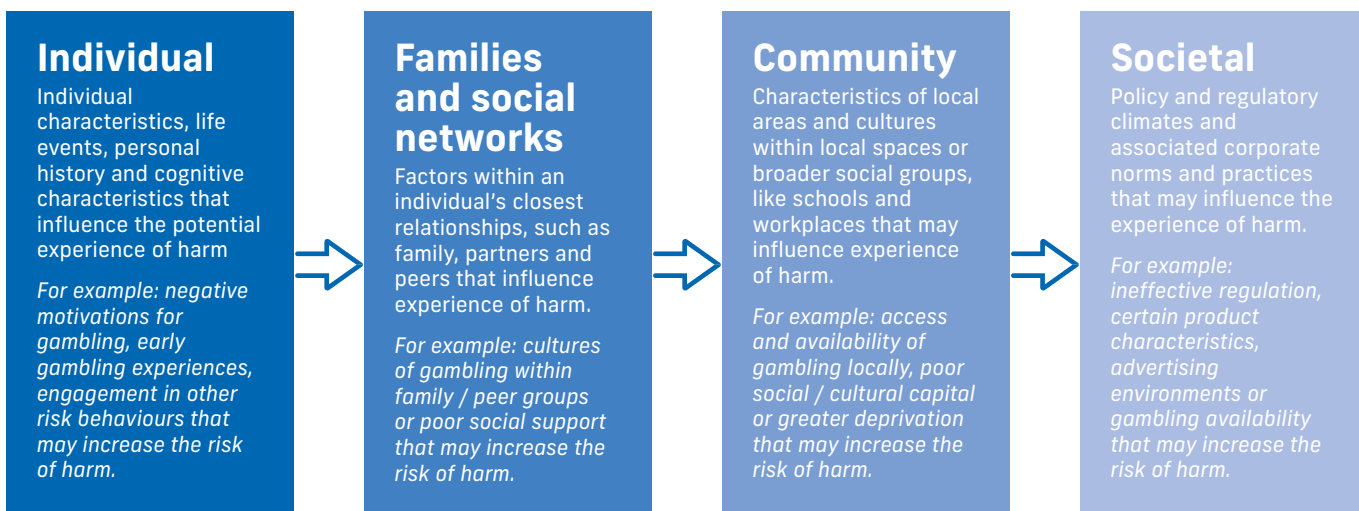 Individual
Individual
characteristics, life
events, personal
history and cognitive
characteristics that
influence the potential
experience of harm
For example: negative
motivations for
gambling, early
gambling experiences,
engagement in other
risk behaviours that
may increase the risk
of harm.
Families
and social
networks
Factors within an
individual's closest
relationships, such as
family, partners and
peers that influence
experience of harm.
For example: cultures
of gambling within
family / peer groups
or poor social support
that may increase the
risk of harm.
Community
Characteristics of local
areas and cultures
within local spaces or
broader social groups,
like schools and
workplaces that may
influence experience
of harm.
For example: access
and availability of
gambling locally, poor
social / cultural capital
or greater deprivation
that may increase the
risk of harm.
Societal
Policy and regulatory
climates and
associated corporate
norms and practices
that may influence the
experience of harm.
For example:
ineffective regulation,
certain product
characteristics,
advertising
environments or
gambling availability
that may increase the
risk of harm.